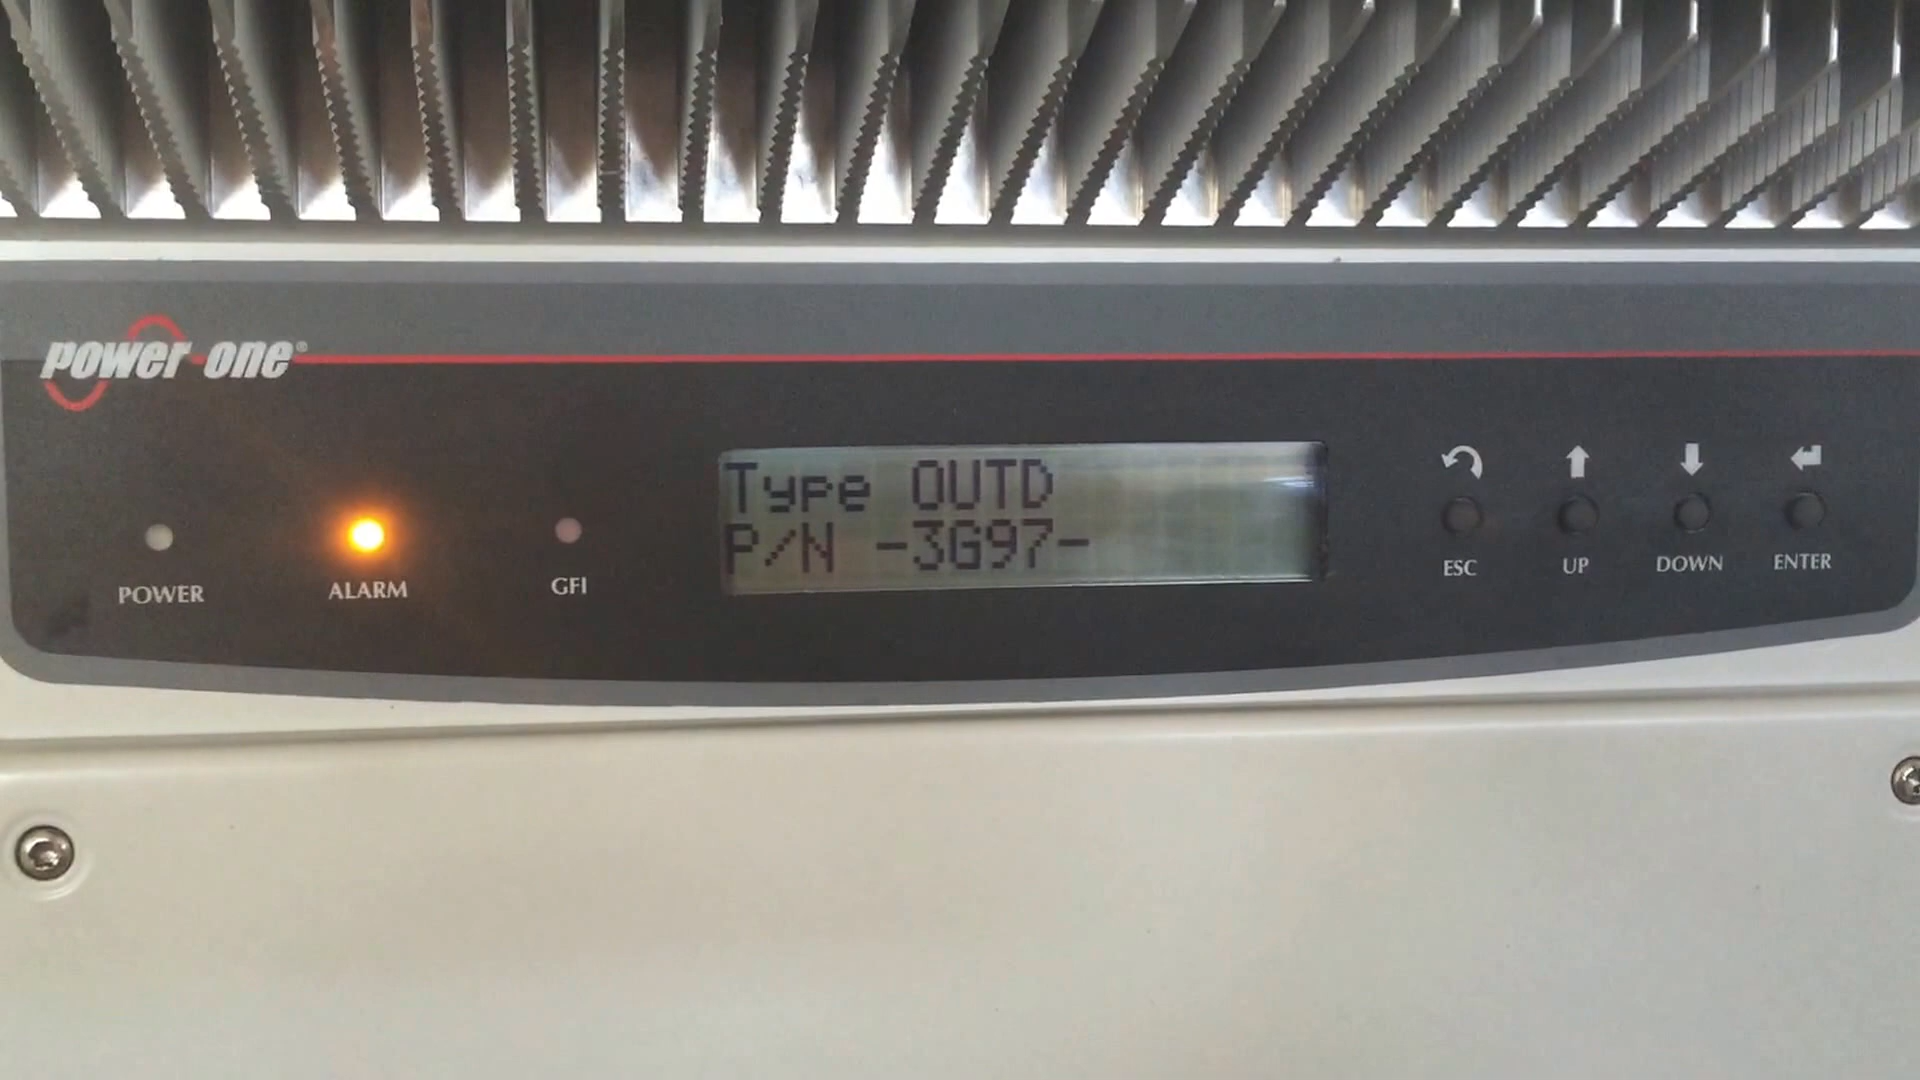 power-one®
Type OUTD
P/N -3G97-
POWER
ALARM
GFI
ESC
UP
DOWN
ENTER